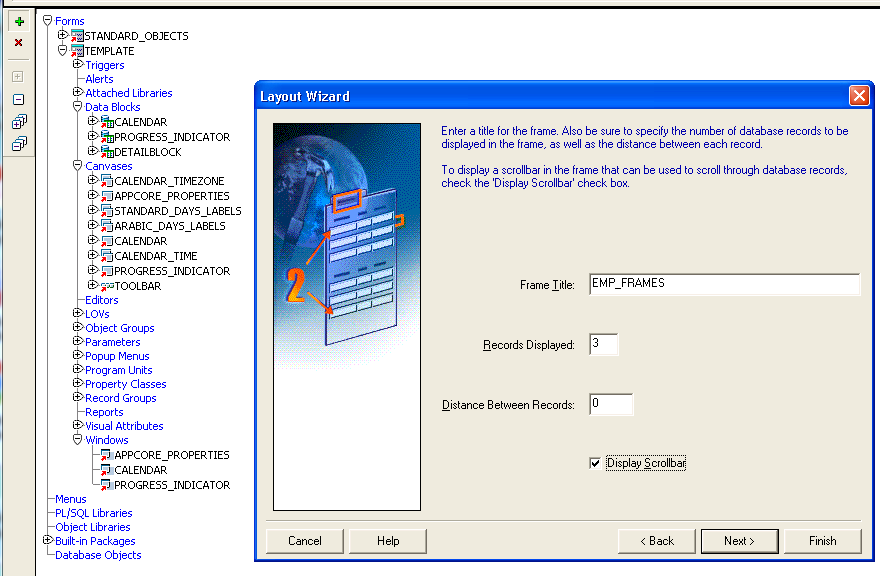 Forms
STANDARD_OBJECTS
TEMPLATE
Triggers
Alerts
Attached Libraries
Data Blocks
CALENDAR
PROGRESS_INDICATOR
DETAILBLOCK
Canvases
CALENDAR_TIMEZONE
APPCORE_PROPERTIES
STANDARD_DAYS_LABELS
ARABIC_DAYS_LABELS
CALENDAR
CALENDAR_TIME
PROGRESS_INDICATOR
TOOLBAR
Editors
LOVs
Object Groups
Parameters
Popup Menus
Program Units
Property Classes
Record Groups
Reports
Visual Attributes
Windows
APPCORE_PROPERTIES
CALENDAR
PROGRESS_INDICATOR
Menus
PL/SQL Libraries
Object Libraries
Built-in Packages
Database Objects
Layout Wizard
Enter a title for the frame. Also be sure to specify the number of database records to be
displayed in the frame, as well as the distance between each record.
To display a scrollbar in the frame that can be used to scroll through database records,
check the 'Display Scrollbar' check box.
2
Frame Title: EMP_FRAMES
Records Displayed: 3
Distance Between Records: 0
Display Scrollbar
Cancel Help < Back Next > Finish